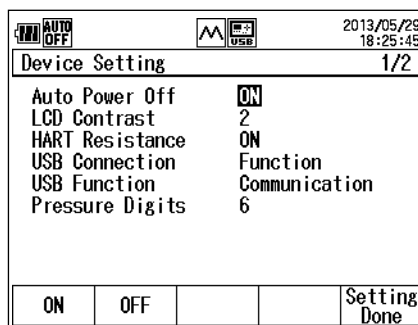 AUTO OFF USB 2013/05/29
18:25:45
Device Setting 1/2
Auto Power Off ON
LCD Contrast 2
HART Resistance ON
USB Connection Function
USB Function Communication
Pressure Digits 6
ON OFF Setting Done